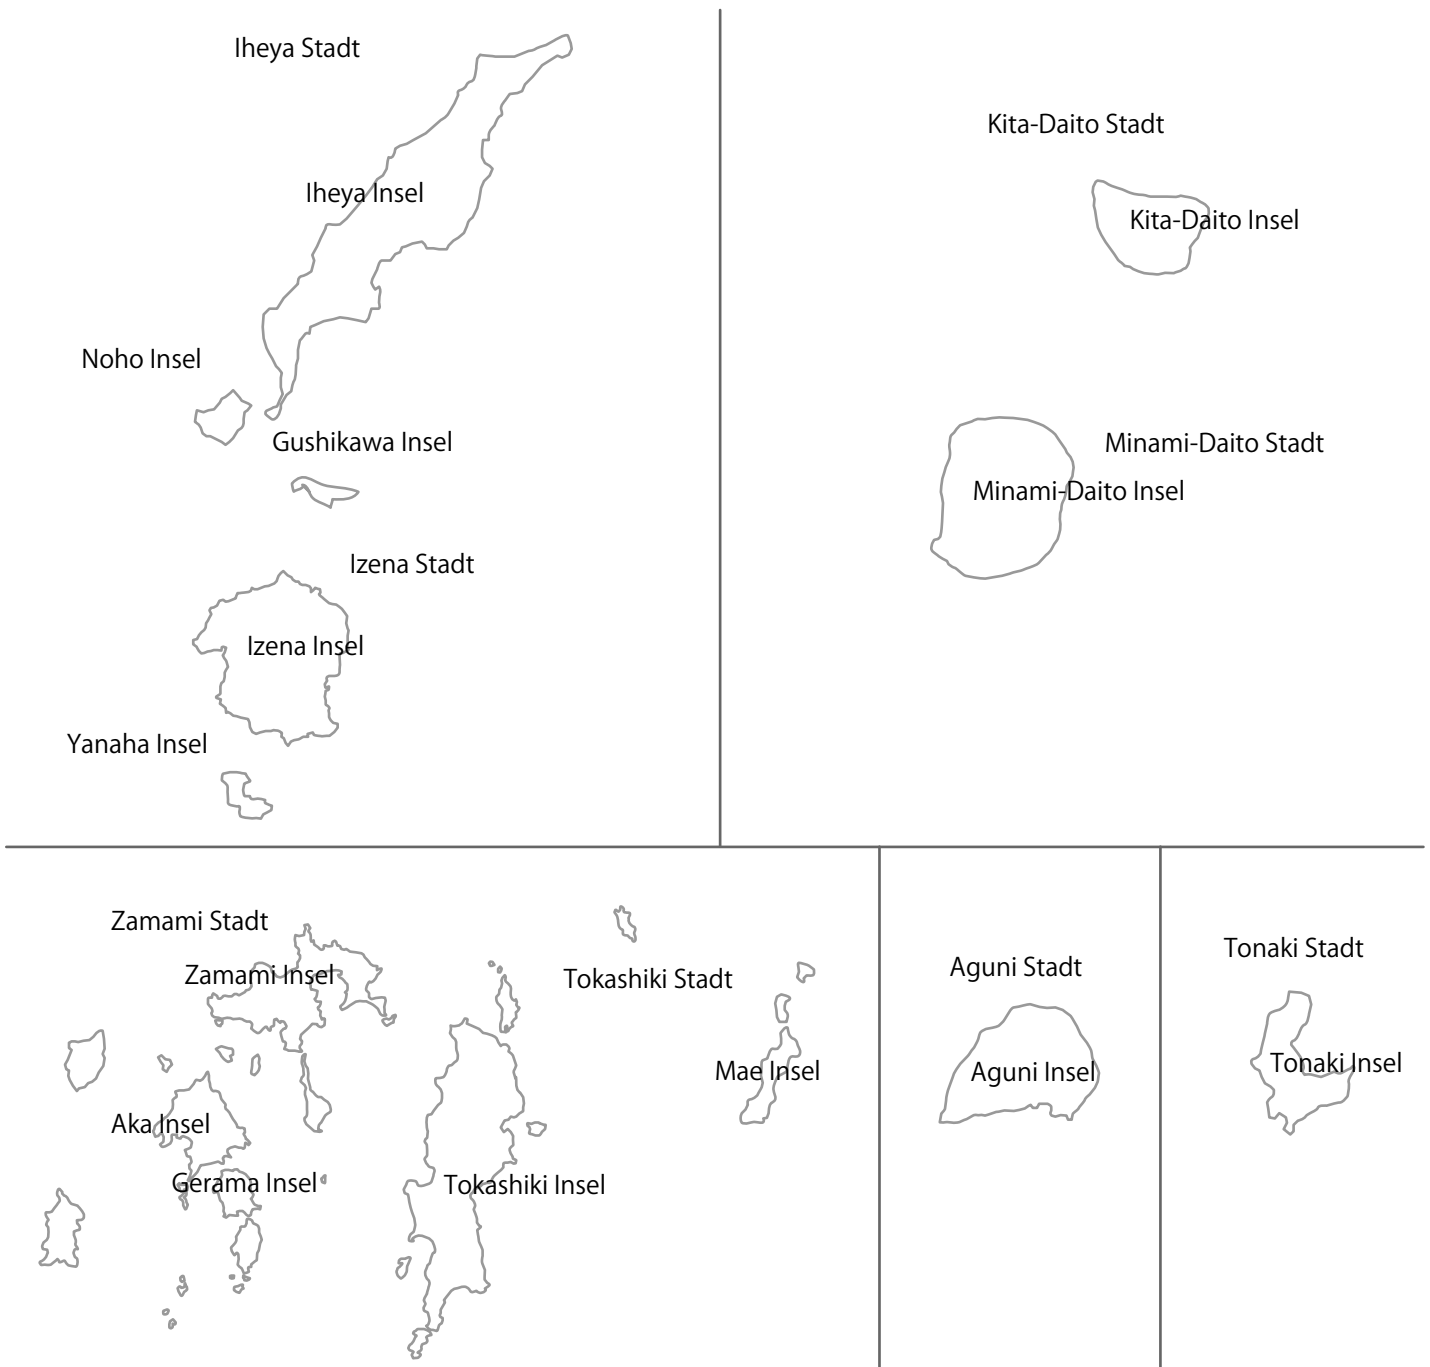 Iheya Stadt
Iheya Insel
Noho Insel
Gushikawa Insel
Izena Stadt
Izena Insel
Yanaha Insel
Kita-Daito Stadt
Kita-Daito Insel
Minami-Daito Stadt
Minami-Daito Insel
Zamami Stadt
Zamami Insel
Tokashiki Stadt
Mae Insel
Aka Insel
Gerama Insel
Tokashiki Insel
Aguni Stadt
Aguni Insel
Tonaki Stadt
Tonaki Insel